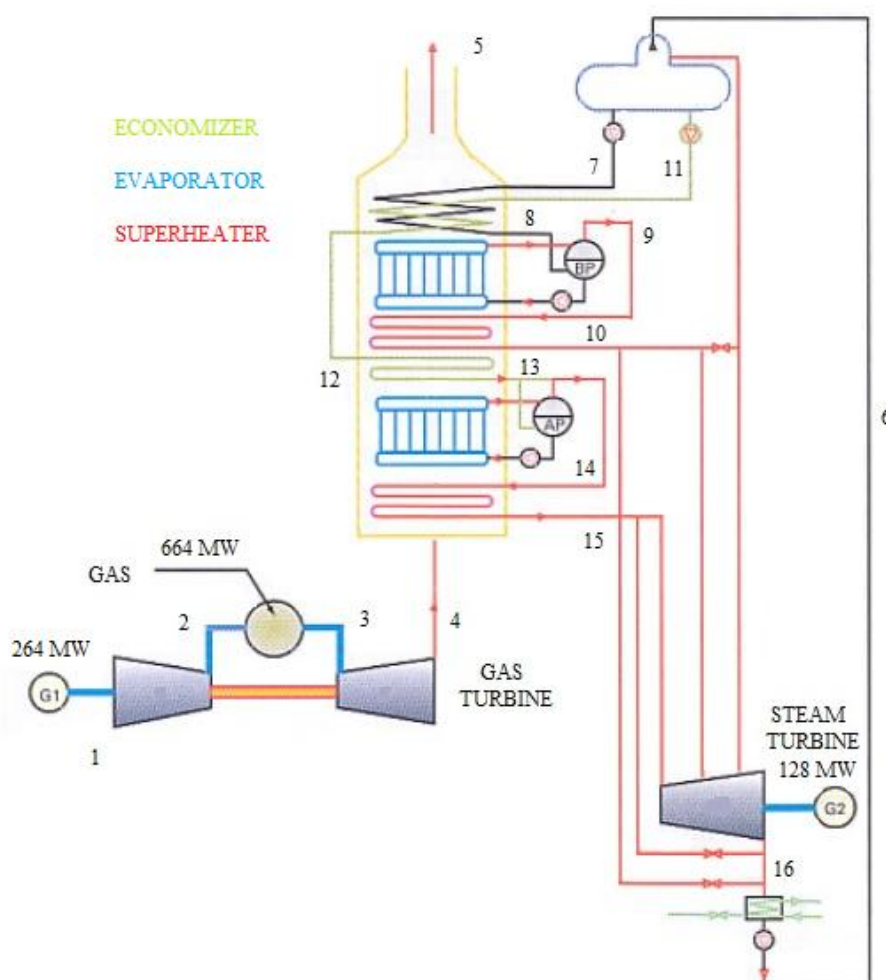 5
ECONOMIZER
EVAPORATOR
SUPERHEATER
7
11
8
9
BP
10
12
13
AP
14
15
6
664 MW
GAS
2
3
4
264 MW
G1
GAS
TURBINE
1
STEAM
TURBINE
128 MW
G2
16